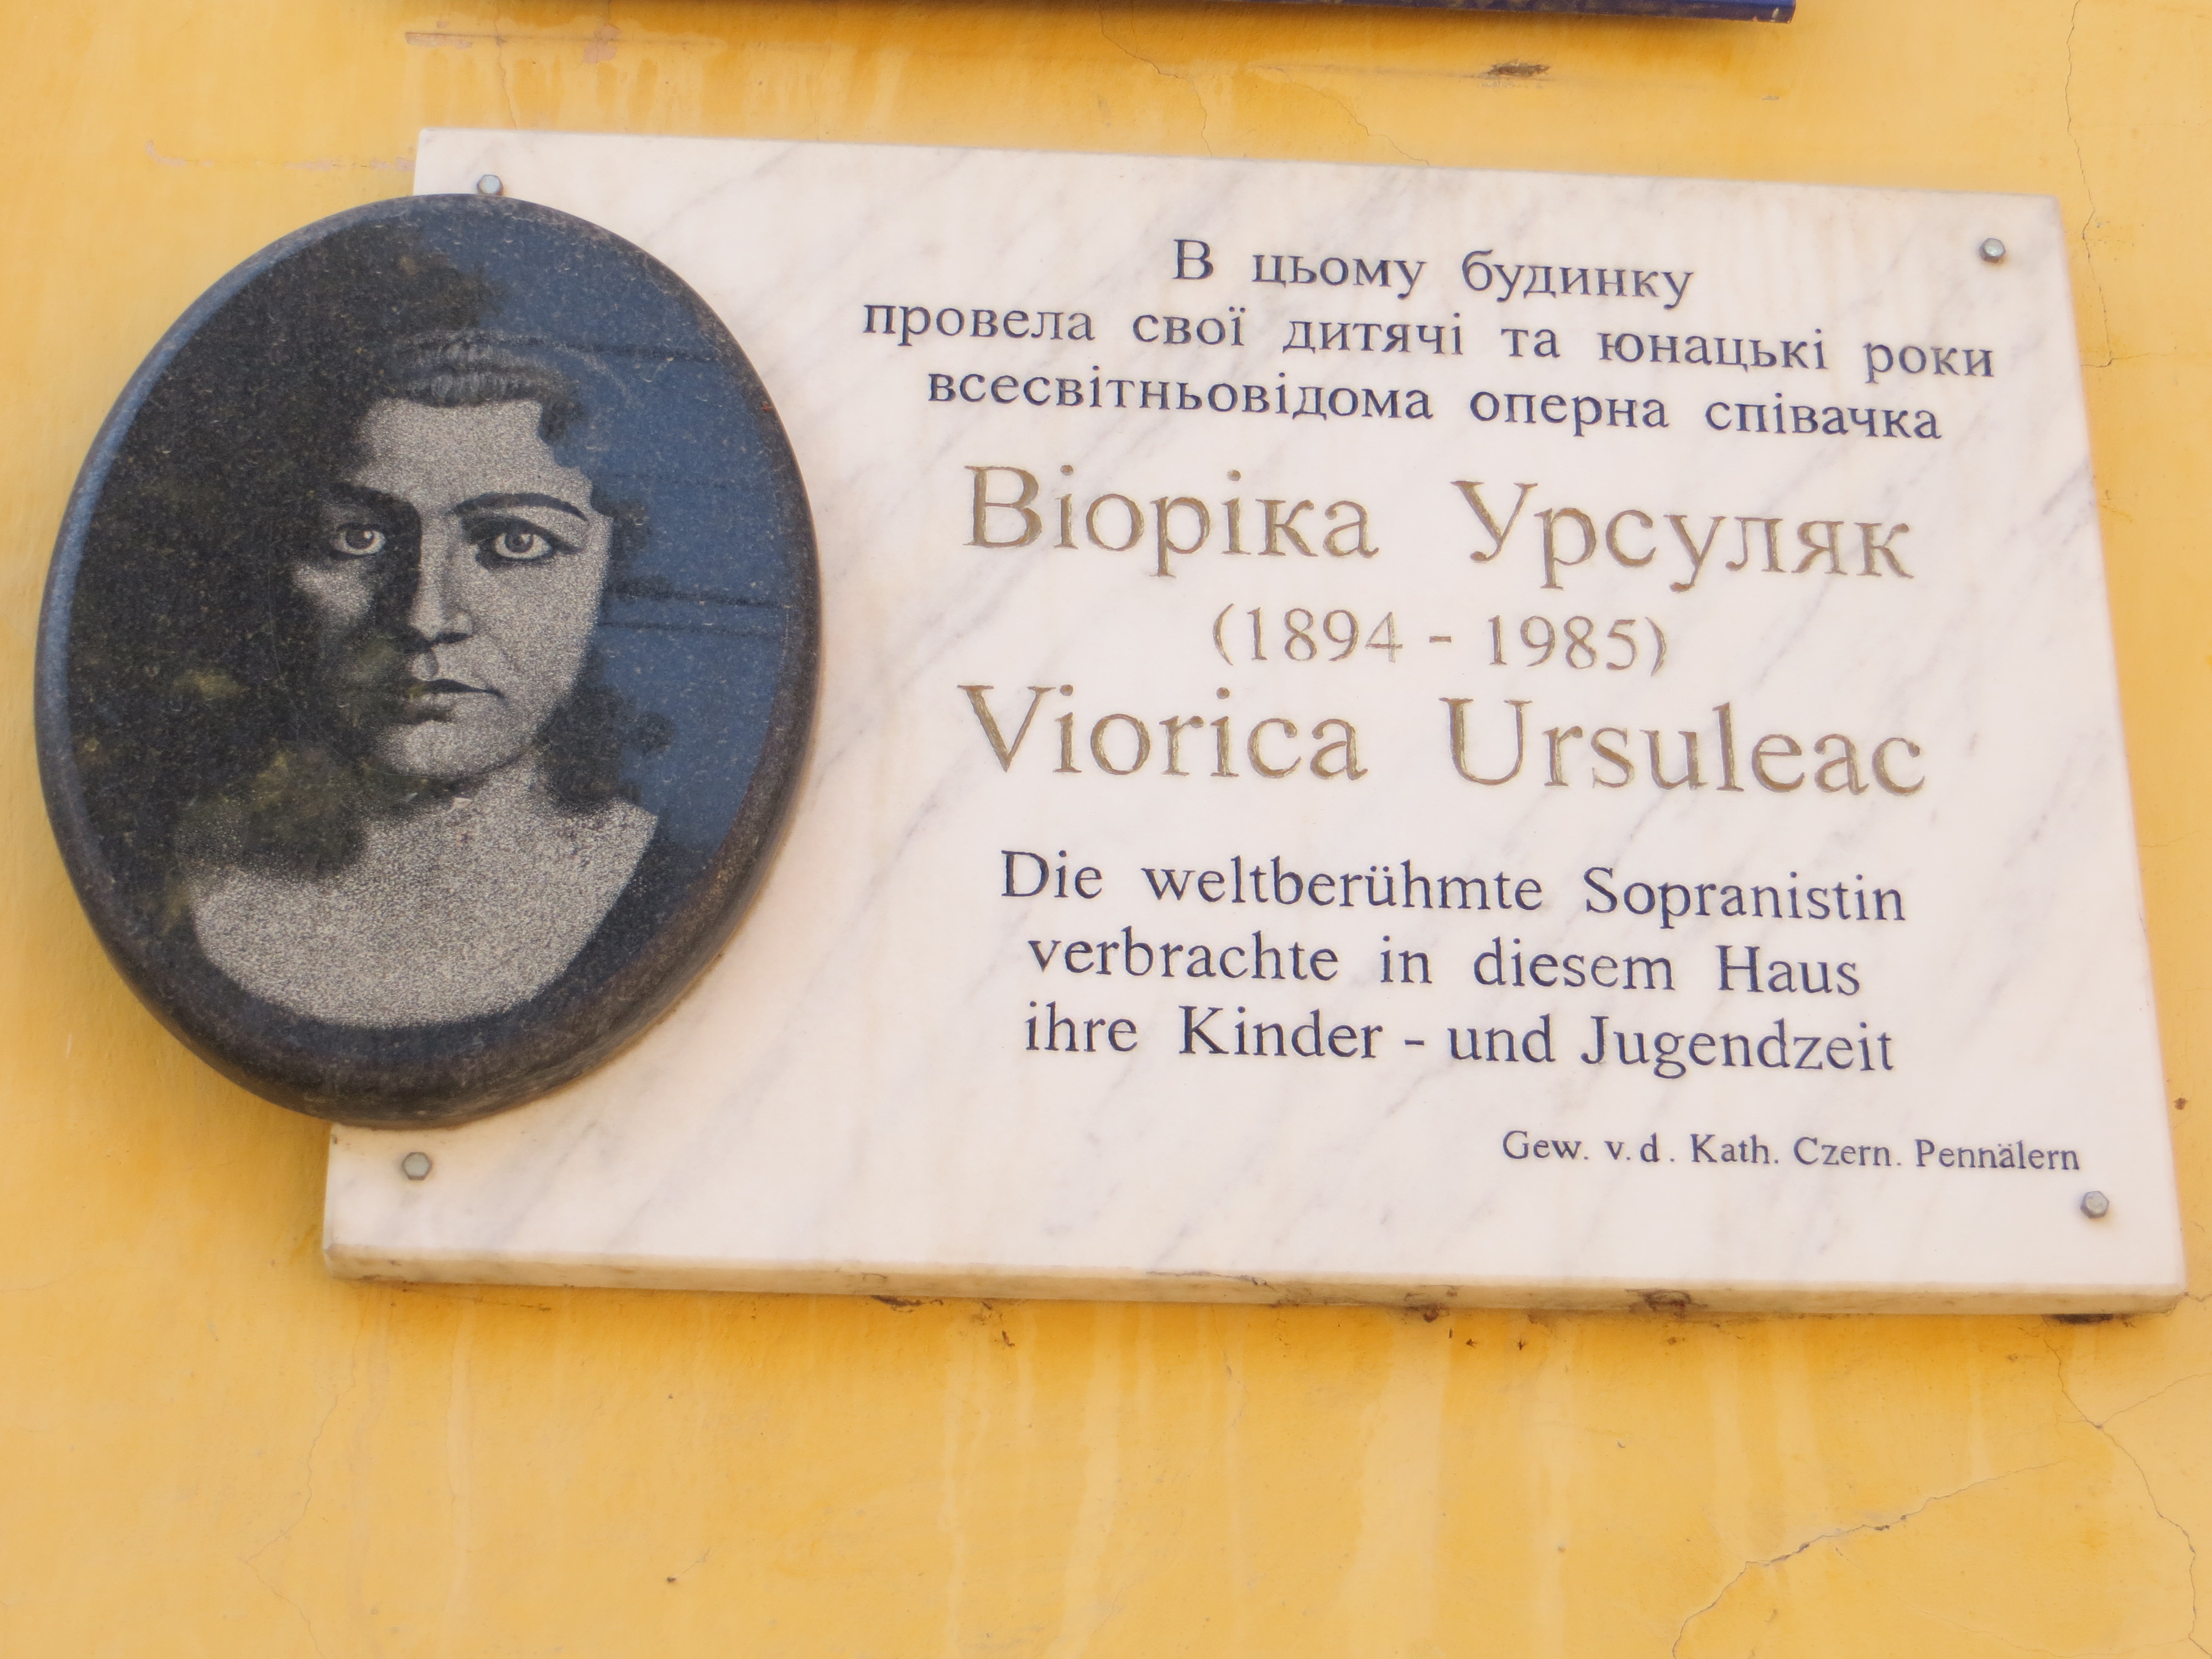 В цьому будинку
провела свої дитячі та юнацькі роки
всесвітньовідома оперна співачка
Віоріка Урсуляк
(1894 - 1985)
Viorica Ursuleac
Die weltberühmte Sopranistin
verbrachte in diesem Haus
ihre Kinder - und Jugendzeit
Gew. v. d. Kath. Czern. Pennälern